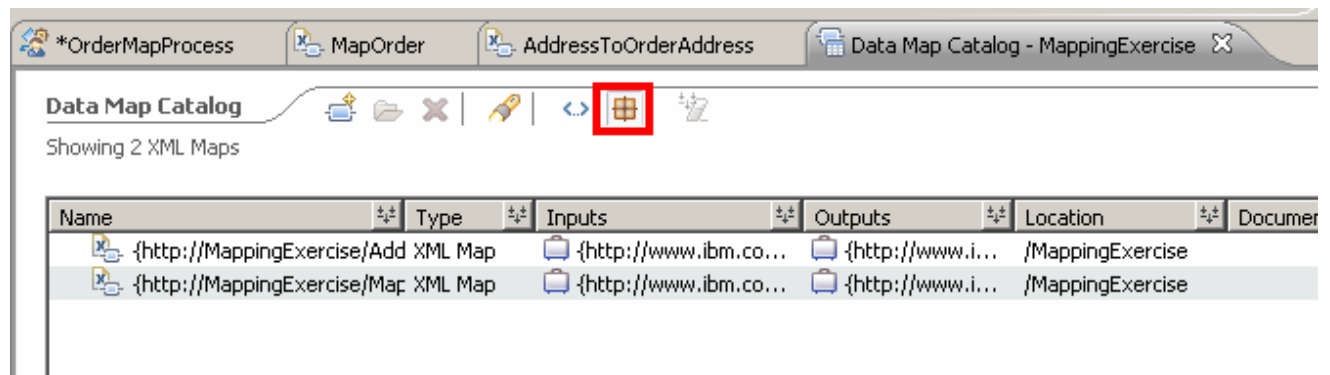 *OrderMapProcess MapOrder AddressToOrderAddress Data Map Catalog - MappingExercise
Data Map Catalog
Showing 2 XML Maps
Name Type Inputs Outputs Location Documen
{http://MappingExercise/Add XML Map {http://www.ibm.co... {http://www.i... /MappingExercise
{http://MappingExercise/Map XML Map {http://www.ibm.co... {http://www.i... /MappingExercise